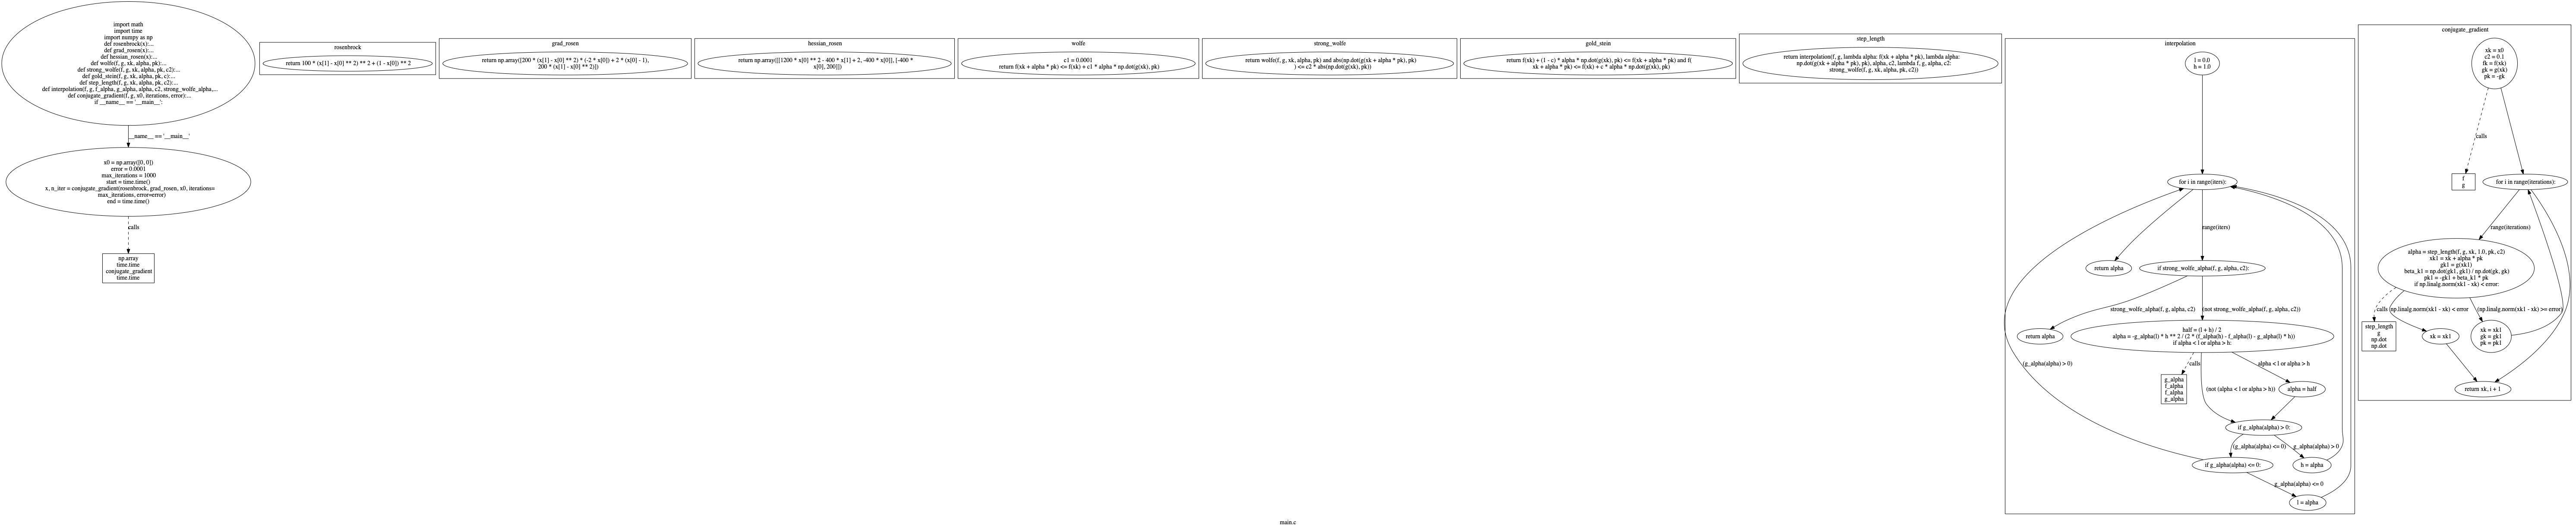 import math
import time
import numpy as np
def rosenbrock(x):...
def grad_rosen(x):...
def hessian_rosen(x):...
def wolfe(f, g, xk, alpha, pk):...
def strong_wolfe(f, g, xk, alpha, pk, c2):...
def gold_stein(f, g, xk, alpha, pk, c):...
def step_length(f, g, xk, alpha, pk, c2):...
def interpolation(f, g, f_alpha, g_alpha, alpha, c2, strong_wolfe_alpha,...
def conjugate_gradient(f, g, x0, iterations, error):...
if __name__ == '__main__':
__name__ == '__main__'
x0 = np.array([0, 0])
error = 0.0001
max_iterations = 1000
start = time.time()
x, n_iter = conjugate_gradient(rosenbrock, grad_rosen, x0, iterations=
max_iterations, error=error)
end = time.time()
calls
np.array
time.time
conjugate_gradient
time.time
rosenbrock
return 100 * (x[1] - x[0] ** 2) ** 2 + (1 - x[0]) ** 2
grad_rosen
return np.array([200 * (x[1] - x[0] ** 2) * (-2 * x[0]) + 2 * (x[0] - 1),
200 * (x[1] - x[0] ** 2)])
hessian_rosen
return np.array([[1200 * x[0] ** 2 - 400 * x[1] + 2, -400 * x[0]], [-400 *
x[0], 200]])
wolfe
c1 = 0.0001
return f(xk + alpha * pk) <= f(xk) + c1 * alpha * np.dot(g(xk), pk)
strong_wolfe
return wolfe(f, g, xk, alpha, pk) and abs(np.dot(g(xk + alpha * pk), pk)
) <= c2 * abs(np.dot(g(xk), pk))
gold_stein
return f(xk) + (1 - c) * alpha * np.dot(g(xk), pk) <= f(xk + alpha * pk) and f(
xk + alpha * pk) <= f(xk) + c * alpha * np.dot(g(xk), pk)
step_length
return interpolation(f, g, lambda alpha: f(xk + alpha * pk), lambda alpha:
np.dot(g(xk + alpha * pk), pk), alpha, c2, lambda f, g, alpha, c2:
strong_wolfe(f, g, xk, alpha, pk, c2))
interpolation
l = 0.0
h = 1.0
for i in range(iters):
range(iters)
return alpha
if strong_wolfe_alpha(f, g, alpha, c2):
strong_wolfe_alpha(f, g, alpha, c2)
(not strong_wolfe_alpha(f, g, alpha, c2))
return alpha
half = (l + h) / 2
alpha = -g_alpha(l) * h ** 2 / (2 * (f_alpha(h) - f_alpha(l) - g_alpha(l) * h))
if alpha < l or alpha > h:
(g_alpha(alpha) > 0)
calls
alpha < l or alpha > h
g_alpha
f_alpha
f_alpha
g_alpha
(not (alpha < l or alpha > h))
alpha = half
if g_alpha(alpha) > 0:
(g_alpha(alpha) <= 0)
g_alpha(alpha) > 0
if g_alpha(alpha) <= 0:
h = alpha
g_alpha(alpha) <= 0
l = alpha
conjugate_gradient
xk = x0
c2 = 0.1
fk = f(xk)
gk = g(xk)
pk = -gk
calls
f
g
for i in range(iterations):
range(iterations)
alpha = step_length(f, g, xk, 1.0, pk, c2)
xk1 = xk + alpha * pk
gk1 = g(xk1)
beta_k1 = np.dot(gk1, gk1) / np.dot(gk, gk)
pk1 = -gk1 + beta_k1 * pk
if np.linalg.norm(xk1 - xk) < error:
calls
np.linalg.norm(xk1 - xk) < error
(np.linalg.norm(xk1 - xk) >= error)
step_length
g
np.dot
np.dot
xk = xk1
xk = xk1
gk = gk1
pk = pk1
return xk, i + 1
main.c